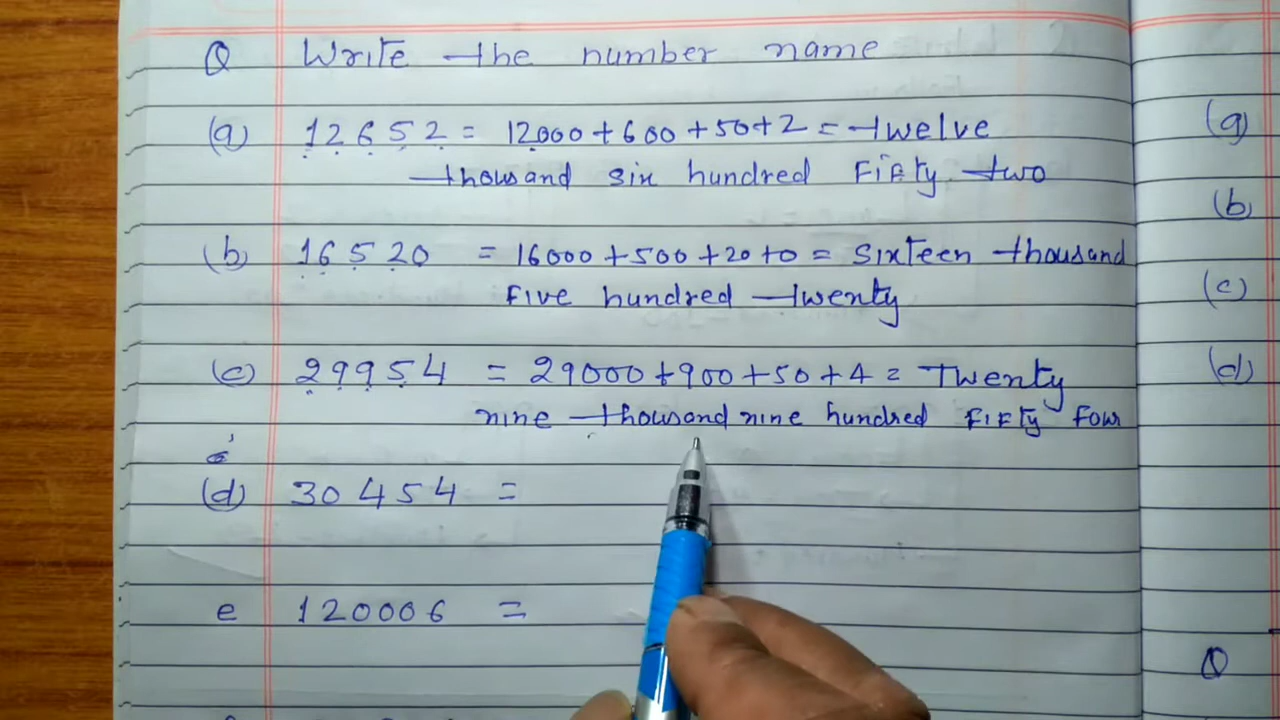 Q Write the number name
(a) 12652 = 12000+600+50+2 = twelve
thousand six hundred Fifty two
(b) 16520 = 16000+500+20+0 = Sixteen thousand
Five hundred twenty
(c) 29954 = 29000+900+50+4 = Twenty
nine thousand nine hundred Fifty Four
(d) 30454 =
e 120006 =
(a)
(b)
(c)
(d)
Q